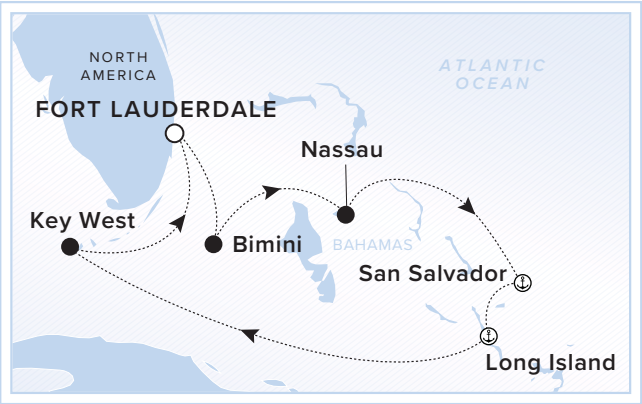 NORTH
AMERICA
ATLANTIC
OCEAN
FORT LAUDERDALE
Nassau
Key West
Bimini
BAHAMAS
San Salvador
Long Island